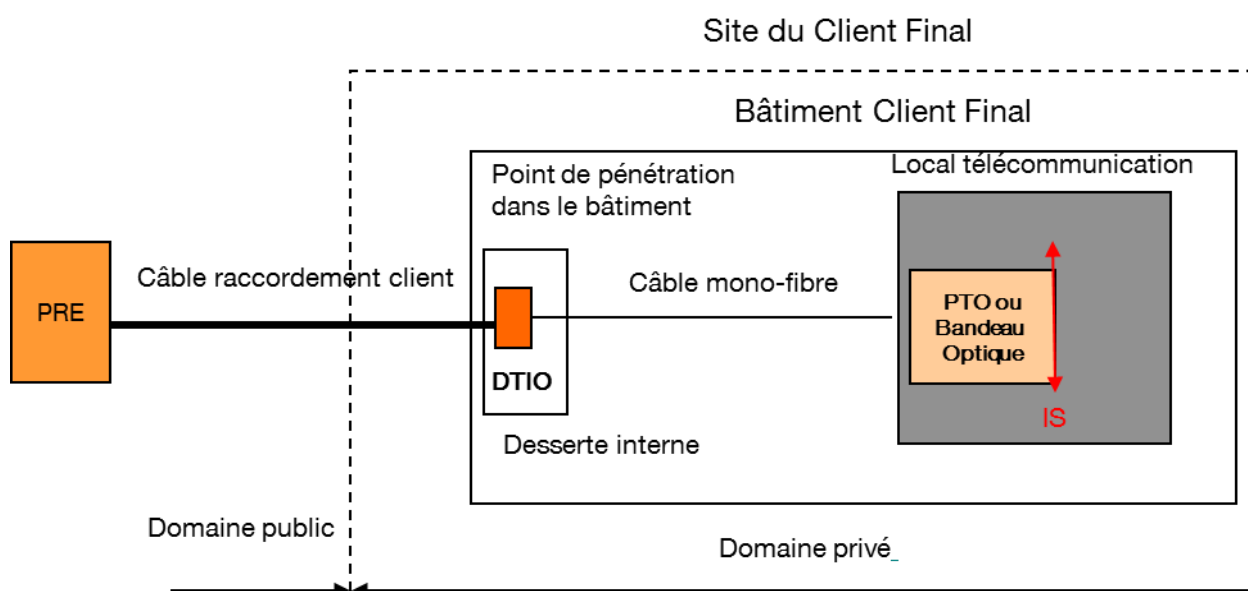 Site du Client Final
Bâtiment Client Final
Point de pénétration
dans le bâtiment
Local télécommunication
Câble raccordement client
Câble mono-fibre
PRE
PTO ou
Bandeau
Optique
DTIO
IS
Desserte interne
Domaine public
Domaine privé